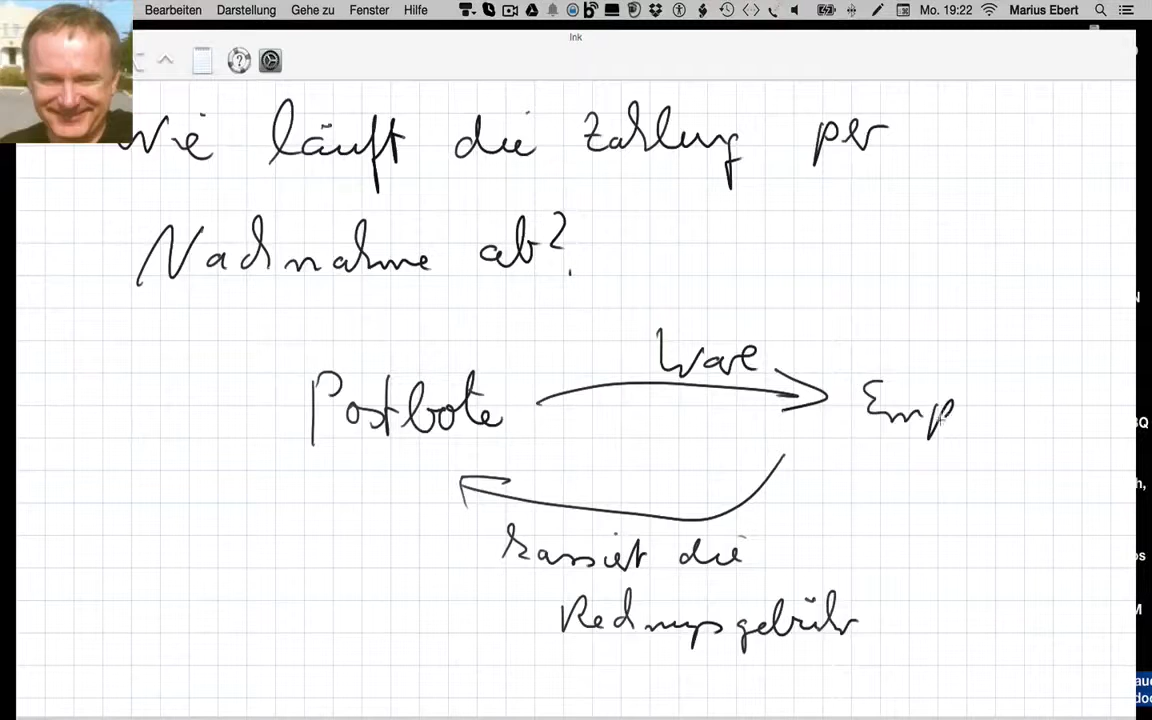 Bearbeiten Darstellung Gehe zu Fenster Hilfe Mo. 19:22 Marius Ebert
Ink
Wie läuft die Zahlung per
Nachnahme ab?
Ware
Postbote Emp
kassiert die
Rechnungsgebühr